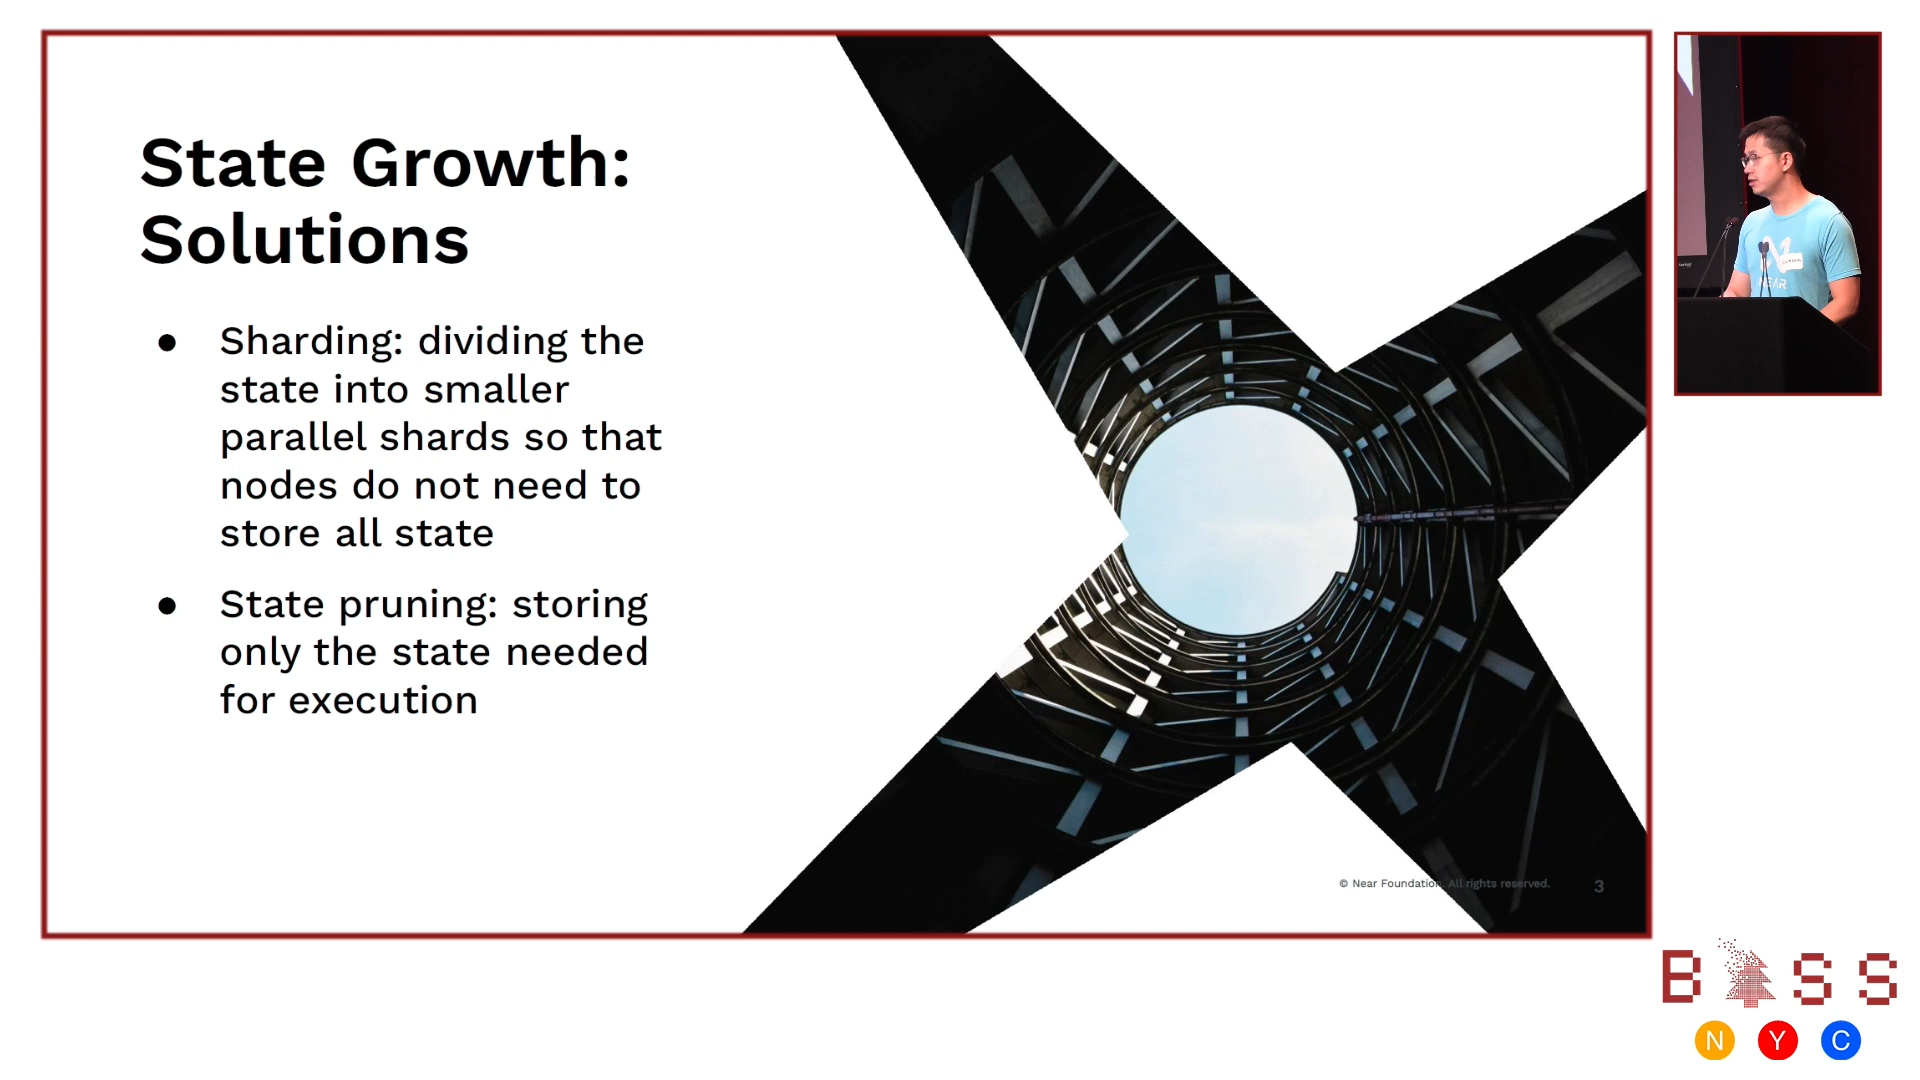 State Growth:
Solutions
● Sharding: dividing the
state into smaller
parallel shards so that
nodes do not need to
store all state
● State pruning: storing
only the state needed
for execution
© Near Foundation. All rights reserved.
3
NEAR
B S S
N Y C